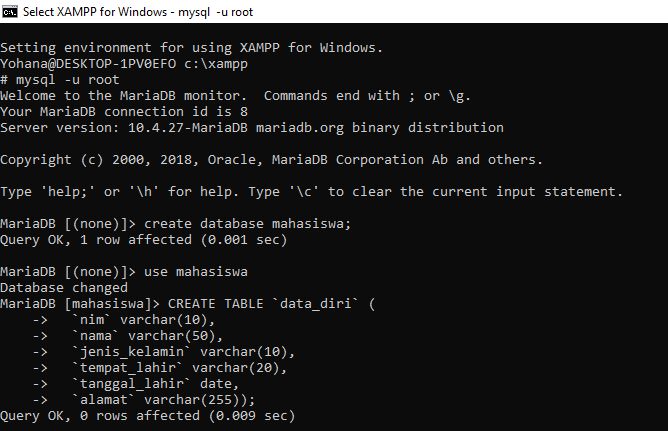 Select XAMPP for Windows - mysql -u root
Setting environment for using XAMPP for Windows.
Yohana@DESKTOP-1PV0EFO c:\xampp
# mysql -u root
Welcome to the MariaDB monitor.  Commands end with ; or \g.
Your MariaDB connection id is 8
Server version: 10.4.27-MariaDB mariadb.org binary distribution
Copyright (c) 2000, 2018, Oracle, MariaDB Corporation Ab and others.
Type 'help;' or '\h' for help. Type '\c' to clear the current input statement.
MariaDB [(none)]> create database mahasiswa;
Query OK, 1 row affected (0.001 sec)
MariaDB [(none)]> use mahasiswa
Database changed
MariaDB [mahasiswa]> CREATE TABLE `data_diri` (
    ->   `nim` varchar(10),
    ->   `nama` varchar(50),
    ->   `jenis_kelamin` varchar(10),
    ->   `tempat_lahir` varchar(20),
    ->   `tanggal_lahir` date,
    ->   `alamat` varchar(255));
Query OK, 0 rows affected (0.009 sec)